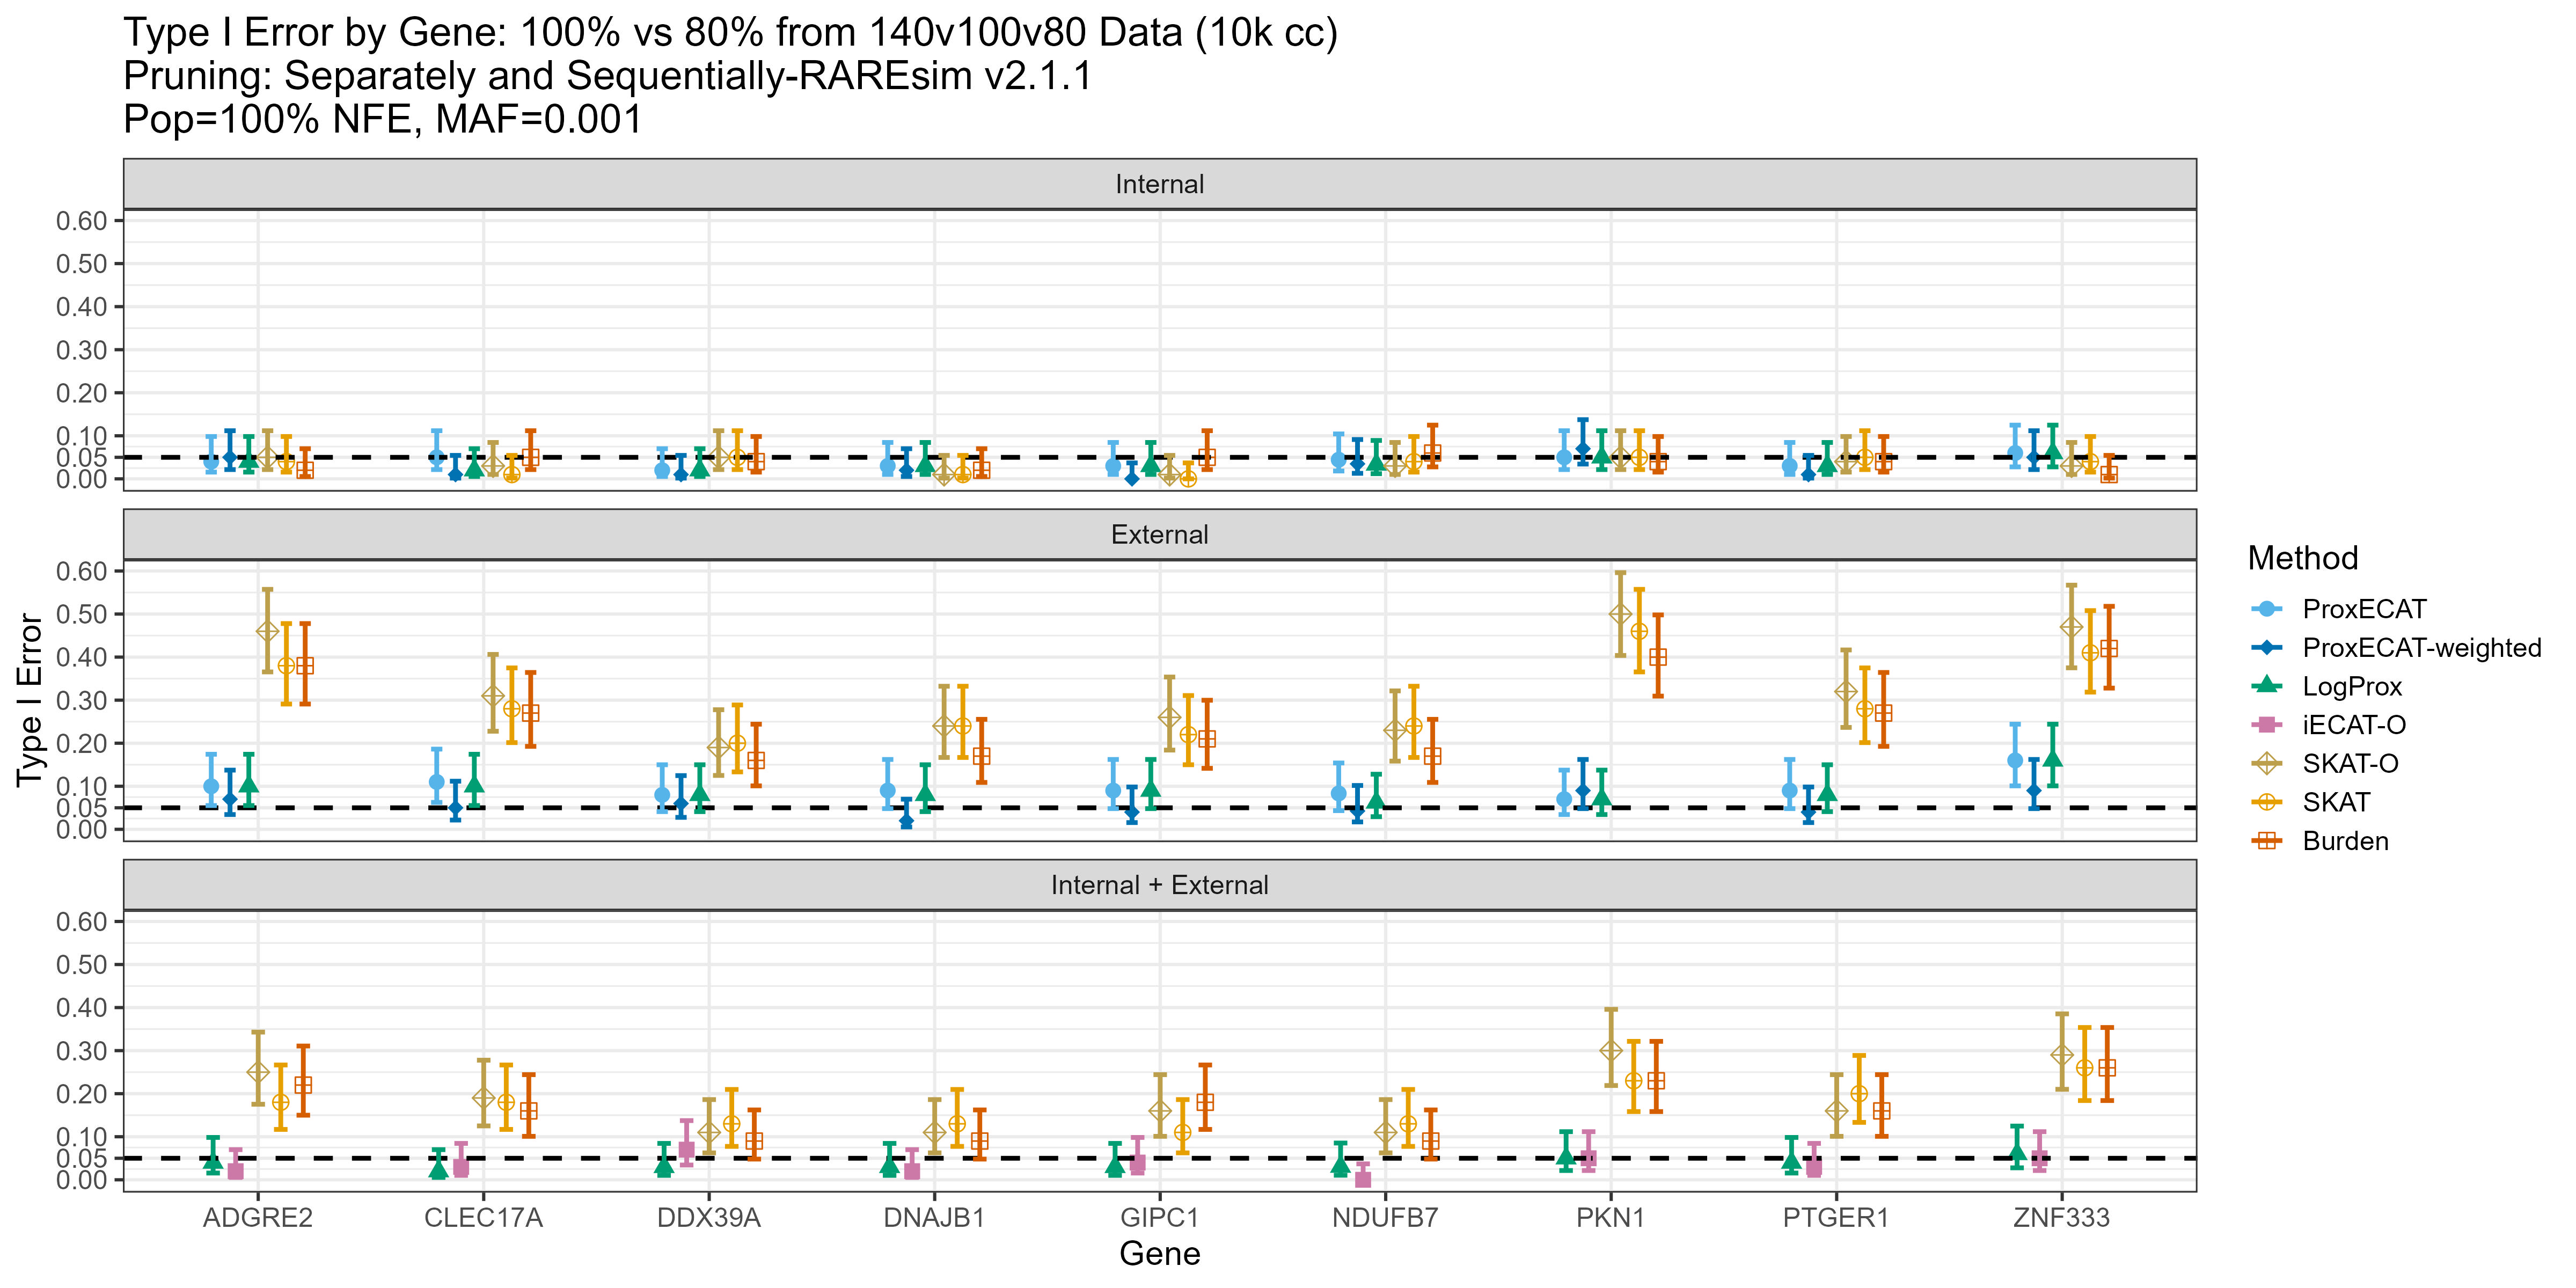 Type I Error by Gene: 100% vs 80% from 140v100v80 Data (10k cc)
Pruning: Separately and Sequentially-RAREsim v2.1.1
Pop=100% NFE, MAF=0.001
Internal
0.60
0.50
0.40
0.30
0.20
0.10
0.05
0.00
External
0.60
0.50
0.40
0.30
0.20
0.10
0.05
0.00
Type I Error
Internal + External
0.60
0.50
0.40
0.30
0.20
0.10
0.05
0.00
ADGRE2 CLEC17A DDX39A DNAJB1 GIPC1 NDUFB7 PKN1 PTGER1 ZNF333
Gene
Method
ProxECAT
ProxECAT-weighted
LogProx
iECAT-O
SKAT-O
SKAT
Burden